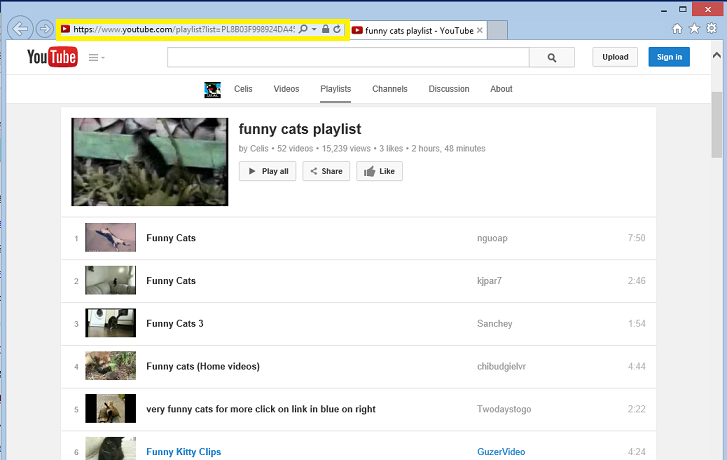 https://www.youtube.com/playlist?list=PL8B03F998924DA45
funny cats playlist - YouTube
YouTube
Upload
Sign in
Celis Videos Playlists Channels Discussion About
funny cats playlist
by Celis • 52 videos • 15,239 views • 3 likes • 2 hours, 48 minutes
Play all Share Like
1 Funny Cats nguoap 7:50
2 Funny Cats kjpar7 2:46
3 Funny Cats 3 Sanchey 1:54
4 Funny cats (Home videos) chibudgielvr 4:44
5 very funny cats for more click on link in blue on right Twodaystogo 2:22
6 Funny Kitty Clips GuzerVideo 4:24